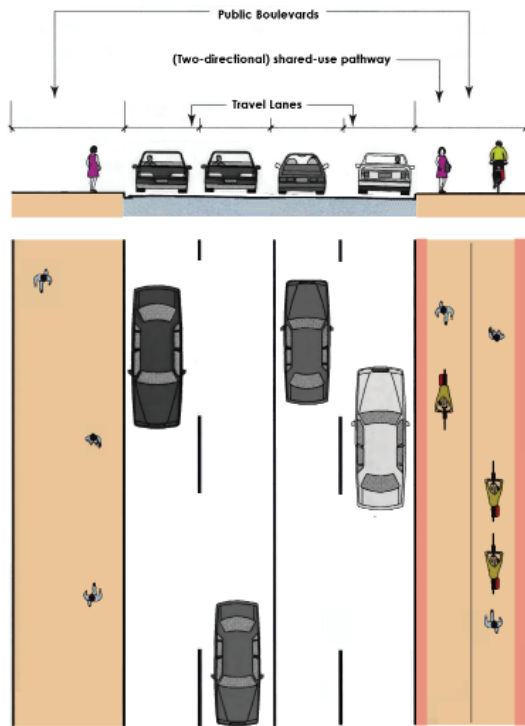 Public Boulevards
(Two-directional) shared-use pathway
Travel Lanes